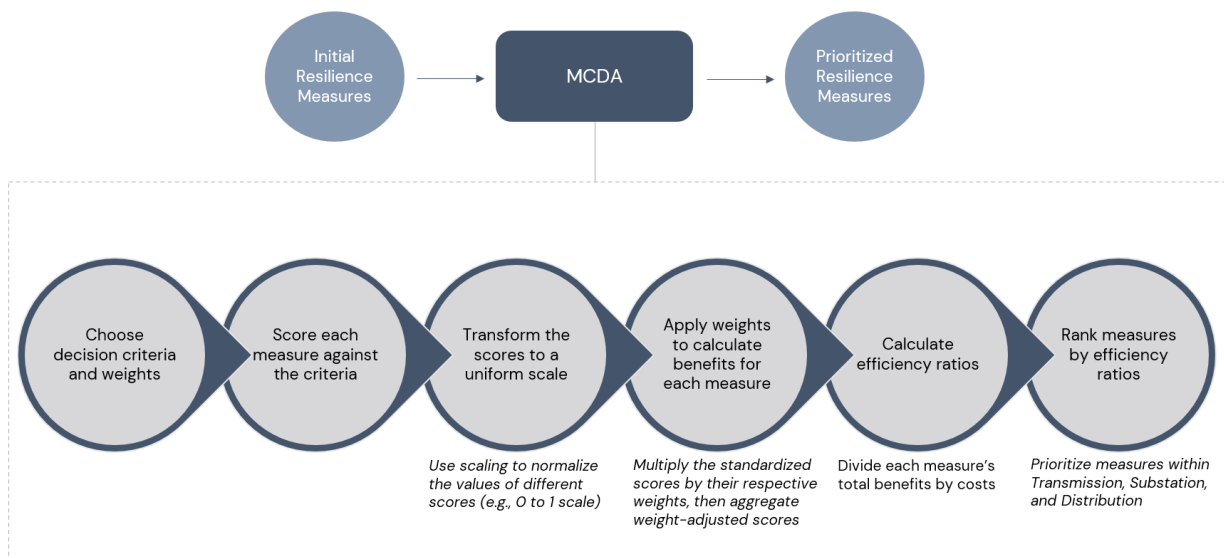 Initial
Resilience
Measures
MCDA
Prioritized
Resilience
Measures
Choose
decision criteria
and weights
Score each
measure against
the criteria
Transform the
scores to a
uniform scale
Apply weights
to calculate
benefits for
each measure
Calculate
efficiency ratios
Rank measures
by efficiency
ratios
Use scaling to normalize
the values of different
scores (e.g., 0 to 1 scale)
Multiply the standardized
scores by their respective
weights, then aggregate
weight-adjusted scores
Divide each measure's
total benefits by costs
Prioritize measures within
Transmission, Substation,
and Distribution